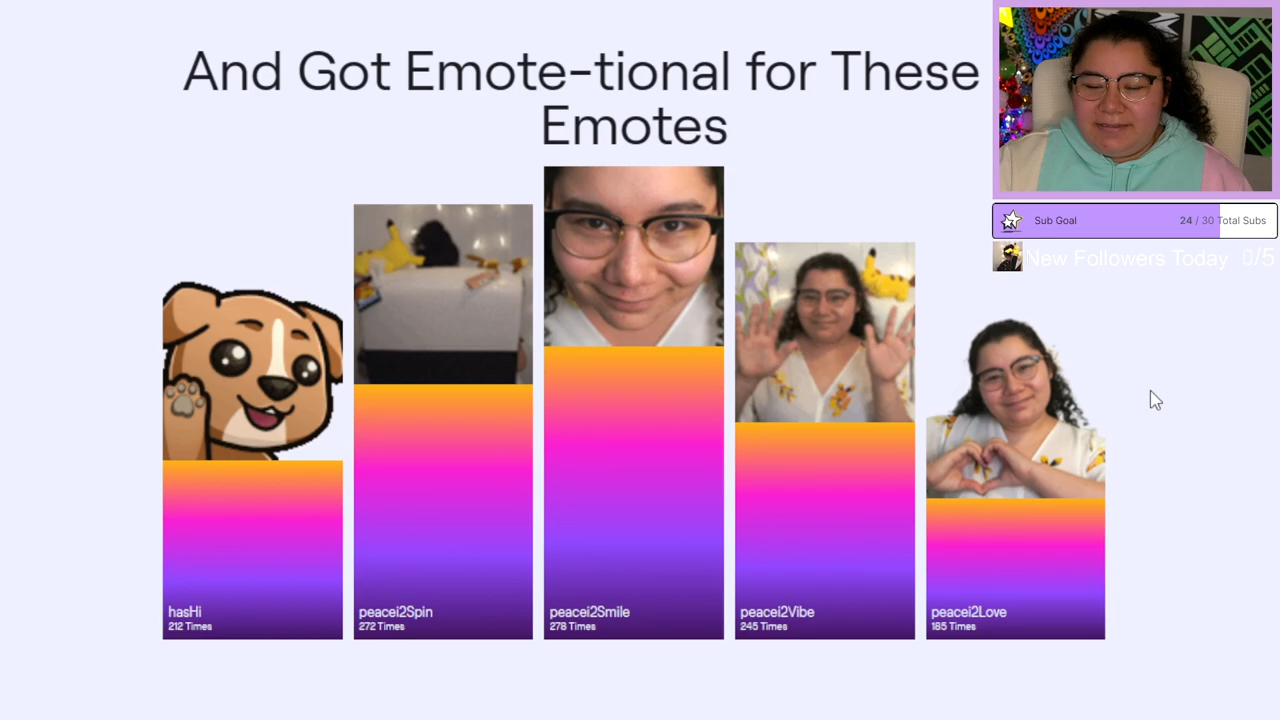 And Got Emote-tional for These
Emotes
Sub Goal
24 / 30 Total Subs
New Followers Today 0/5
hasHi
212 Times
peacei2Spin
272 Times
peacei2Smile
278 Times
peacei2Vibe
245 Times
peacei2Love
185 Times